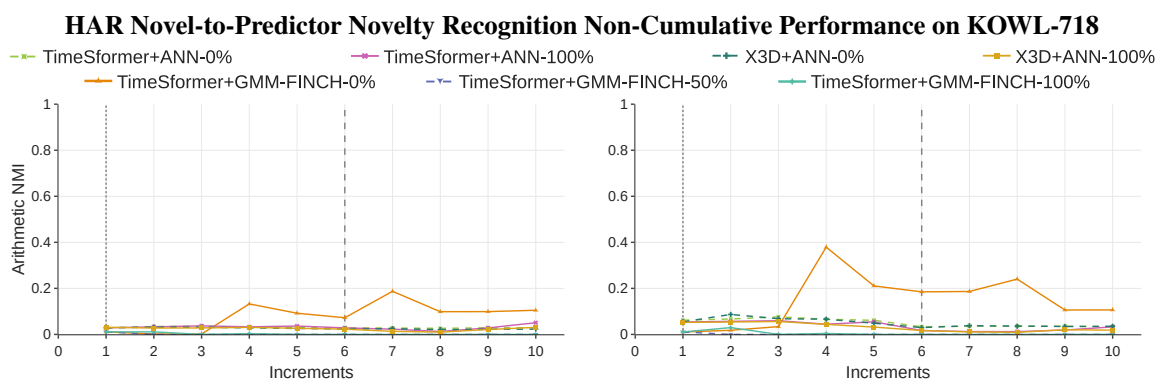 HAR Novel-to-Predictor Novelty Recognition Non-Cumulative Performance on KOWL-718
TimeSformer+ANN-0% TimeSformer+ANN-100% X3D+ANN-0% X3D+ANN-100%
TimeSformer+GMM-FINCH-0% TimeSformer+GMM-FINCH-50% TimeSformer+GMM-FINCH-100%
Arithmetic NMI
1
0.8
0.6
0.4
0.2
0
0 1 2 3 4 5 6 7 8 9 10
Increments
1
0.8
0.6
0.4
0.2
0
0 1 2 3 4 5 6 7 8 9 10
Increments